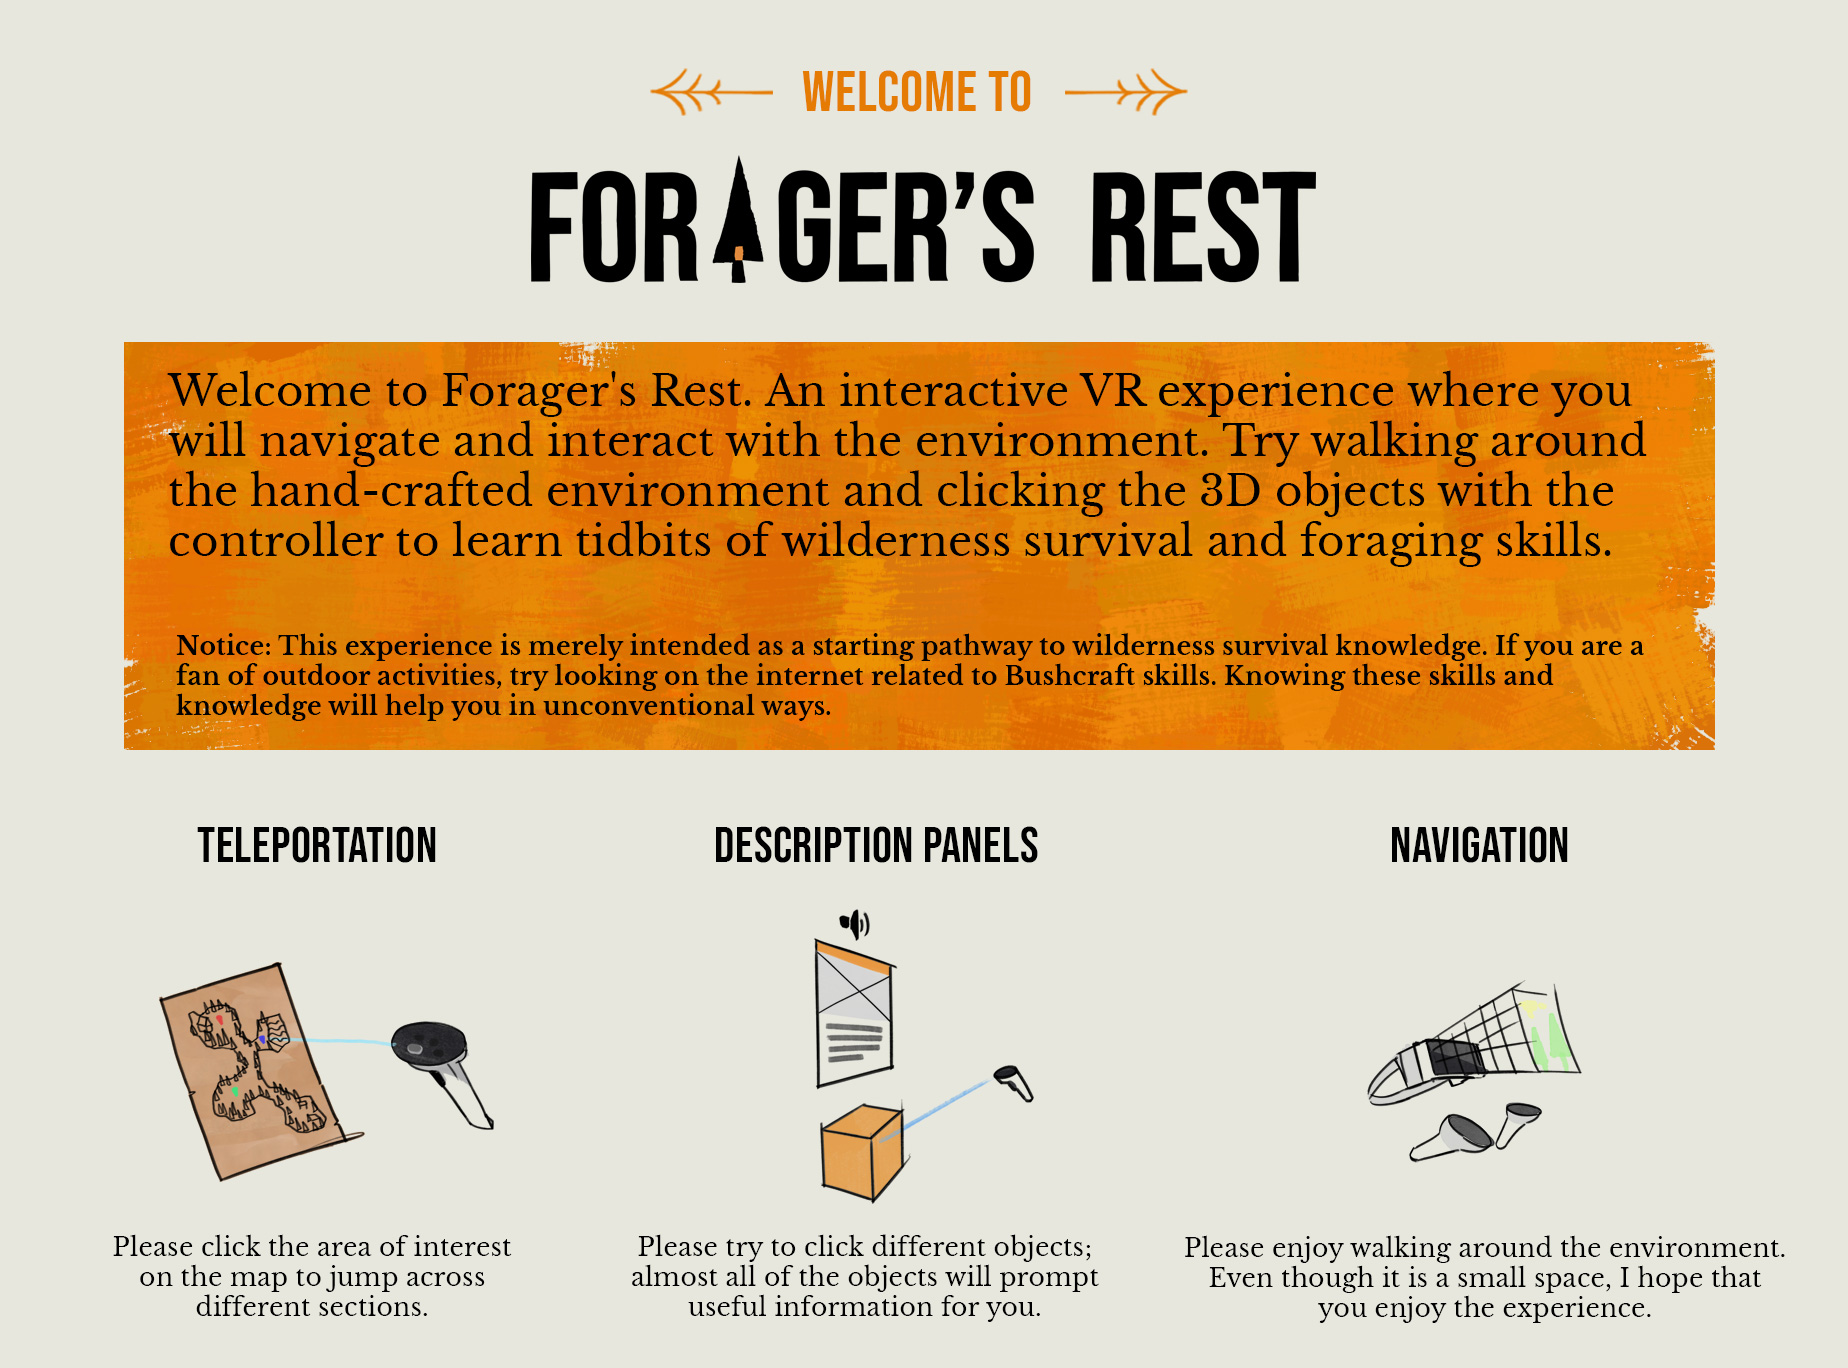 WELCOME TO
FORAGER'S REST
Welcome to Forager's Rest. An interactive VR experience where you
will navigate and interact with the environment. Try walking around
the hand-crafted environment and clicking the 3D objects with the
controller to learn tidbits of wilderness survival and foraging skills.
Notice: This experience is merely intended as a starting pathway to wilderness survival knowledge. If you are a
fan of outdoor activities, try looking on the internet related to Bushcraft skills. Knowing these skills and
knowledge will help you in unconventional ways.
TELEPORTATION
Please click the area of interest
on the map to jump across
different sections.
DESCRIPTION PANELS
Please try to click different objects;
almost all of the objects will prompt
useful information for you.
NAVIGATION
Please enjoy walking around the environment.
Even though it is a small space, I hope that
you enjoy the experience.